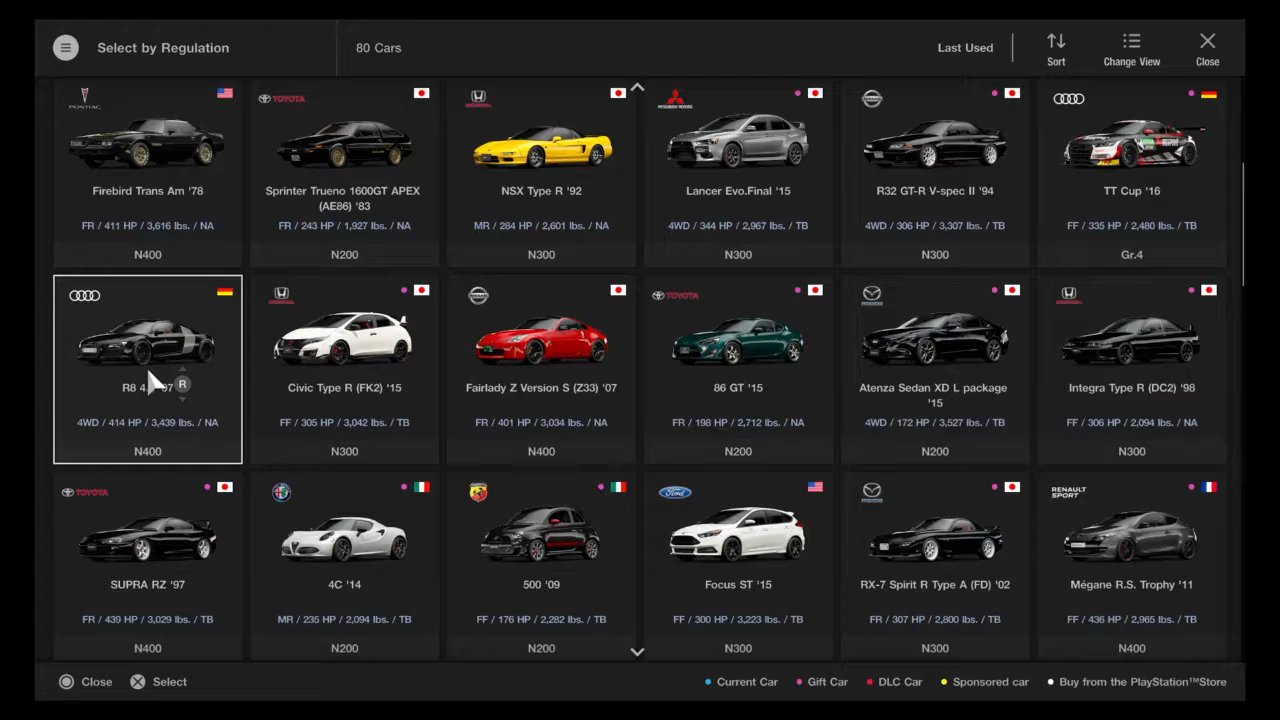 Select by Regulation
80 Cars
Last Used
Sort
Change View
Close
PONTIAC
TOYOTA
HONDA
MITSUBISHI MOTORS
NISSAN
Firebird Trans Am '78
Sprinter Trueno 1600GT APEX
(AE86) '83
NSX Type R '92
Lancer Evo.Final '15
R32 GT-R V-spec II '94
TT Cup '16
FR / 411 HP / 3,616 lbs. / NA
FR / 243 HP / 1,927 lbs. / NA
MR / 284 HP / 2,601 lbs. / NA
4WD / 344 HP / 2,967 lbs. / TB
4WD / 306 HP / 3,307 lbs. / TB
FF / 335 HP / 2,480 lbs. / TB
N400
N200
N300
N300
N300
Gr.4
HONDA
NISSAN
TOYOTA
mazda
HONDA
R8 4. 07
R
Civic Type R (FK2) '15
Fairlady Z Version S (Z33) '07
86 GT '15
Atenza Sedan XD L package
'15
Integra Type R (DC2) '98
4WD / 414 HP / 3,439 lbs. / NA
FF / 305 HP / 3,042 lbs. / TB
FR / 401 HP / 3,034 lbs. / NA
FR / 198 HP / 2,712 lbs. / NA
4WD / 172 HP / 3,527 lbs. / TB
FF / 306 HP / 2,094 lbs. / NA
N400
N300
N400
N200
N200
N300
TOYOTA
Ford
mazda
RENAULT
SPORT
SUPRA RZ '97
4C '14
500 '09
Focus ST '15
RX-7 Spirit R Type A (FD) '02
Mégane R.S. Trophy '11
FR / 439 HP / 3,029 lbs. / TB
MR / 235 HP / 2,094 lbs. / TB
FF / 176 HP / 2,282 lbs. / TB
FF / 300 HP / 3,223 lbs. / TB
FR / 307 HP / 2,800 lbs. / TB
FF / 436 HP / 2,965 lbs. / TB
N400
N200
N200
N300
N300
N400
Close
Select
Current Car
Gift Car
DLC Car
Sponsored car
Buy from the PlayStation™Store